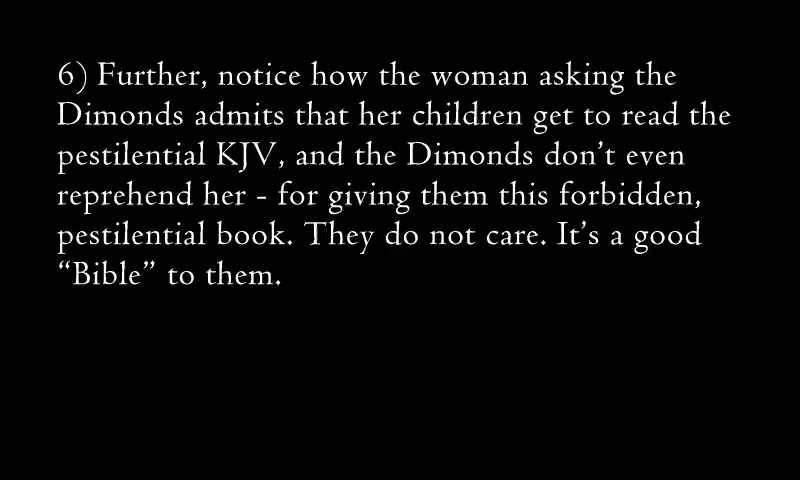 6) Further, notice how the woman asking the
Dimonds admits that her children get to read the
pestilential KJV, and the Dimonds don’t even
reprehend her - for giving them this forbidden,
pestilential book. They do not care. It’s a good
“Bible” to them.